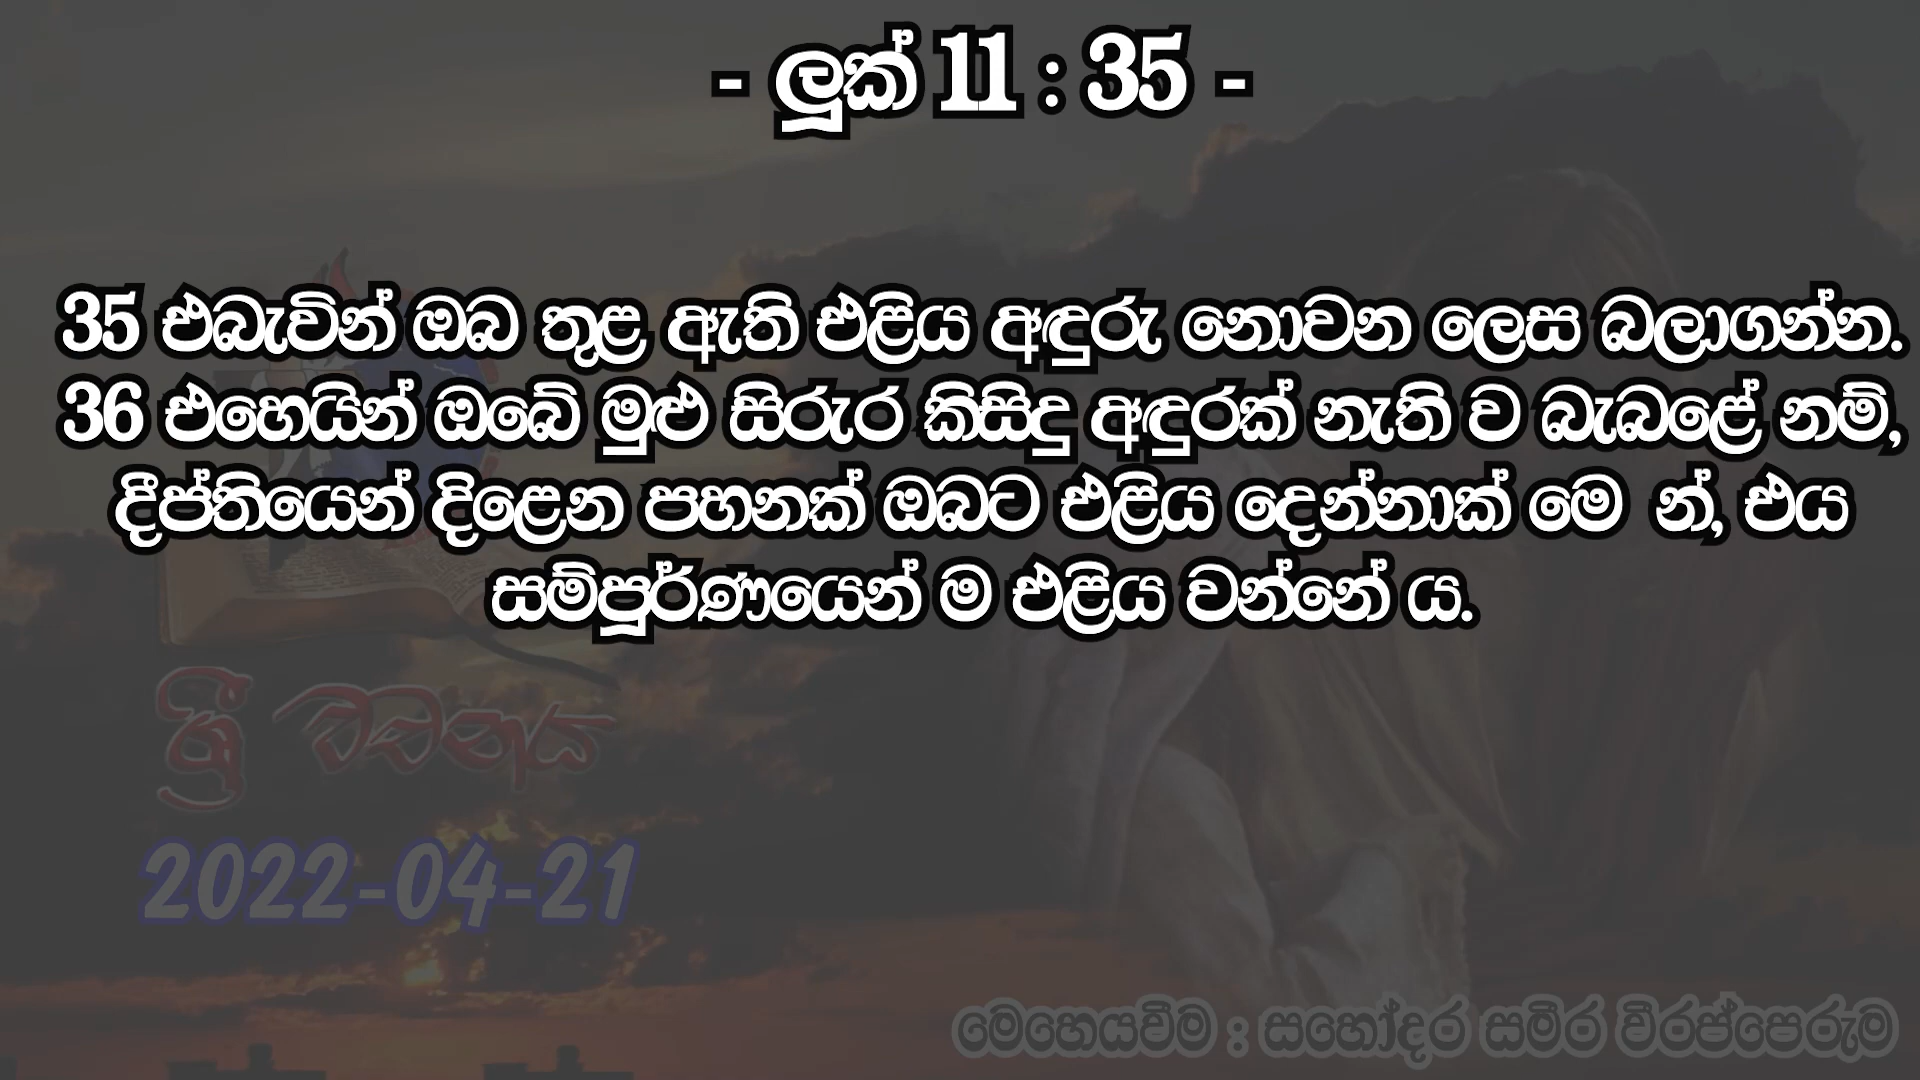 - ලූක් 11 : 35 -
35 එබැවින් ඔබ තුළ ඇති එළිය අඳුරු නොවන ලෙස බලාගන්න.
36 එහෙයින් ඔබේ මුළු සිරුර කිසිදු අඳුරක් නැති ව බැබළේ නම්,
දීප්තියෙන් දිළෙන පහනක් ඔබට එළිය දෙන්නාක් මෙ න්, එය
සම්පූර්ණයෙන් ම එළිය වන්නේ ය.
ශ්‍රී වචනය
2022-04-21
මෙහෙයවීම : සහෝදර සමීර වීරප්පෙරුම